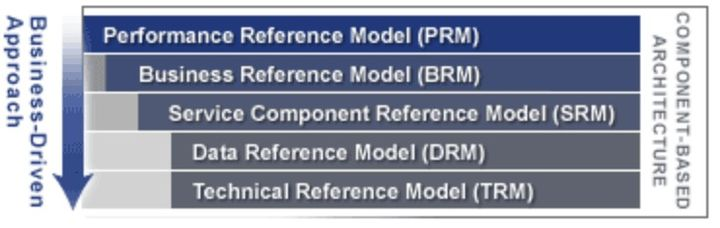 Business-Driven
Approach
Performance Reference Model (PRM)
Business Reference Model (BRM)
Service Component Reference Model (SRM)
Data Reference Model (DRM)
Technical Reference Model (TRM)
COMPONENT-BASED
ARCHITECTURE